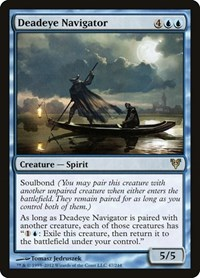 Deadeye Navigator 4
Creature — Spirit
Soulbond (You may pair this creature with
another unpaired creature when either enters the
battlefield. They remain paired for as long as you
control both of them.)
As long as Deadeye Navigator is paired with
another creature, each of those creatures has
"1: Exile this creature, then return it to
the battlefield under your control."
Tomasz Jedruszek
5/5